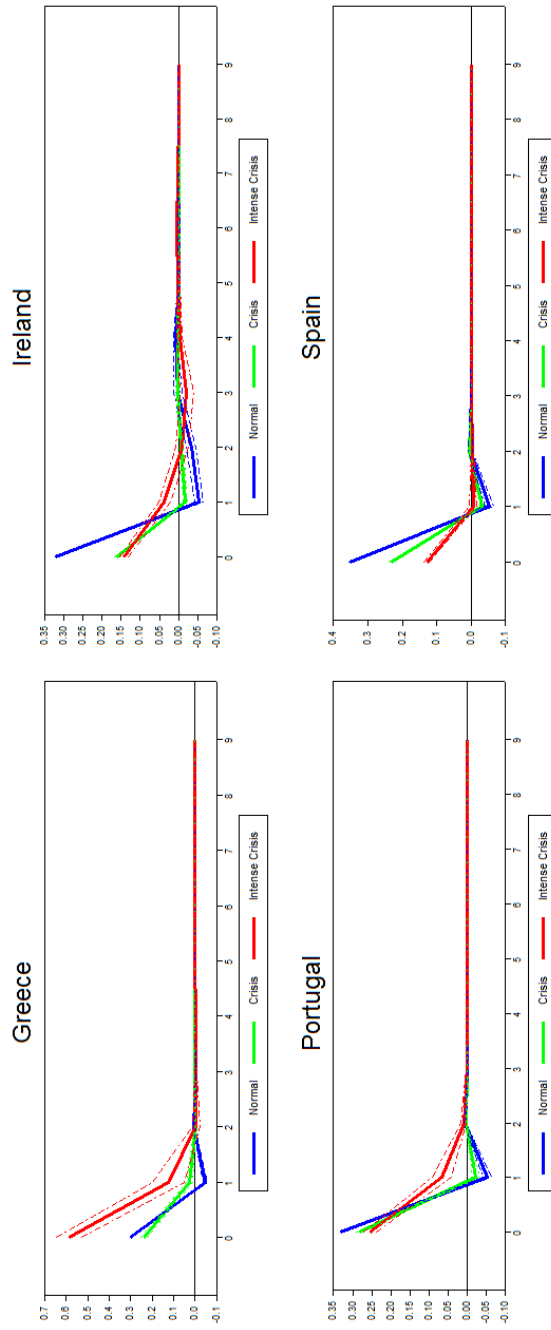 Greece
0.7
0.6
0.5
0.4
0.3
0.2
0.1
0.0
-0.1
0 1 2 3 4 5 6 7 8 9
Normal Crisis Intense Crisis
Ireland
0.35
0.30
0.25
0.20
0.15
0.10
0.05
0.00
-0.05
-0.10
0 1 2 3 4 5 6 7 8 9
Normal Crisis Intense Crisis
Portugal
0.35
0.30
0.25
0.20
0.15
0.10
0.05
0.00
-0.05
-0.10
0 1 2 3 4 5 6 7 8 9
Normal Crisis Intense Crisis
Spain
0.4
0.3
0.2
0.1
0.0
-0.1
0 1 2 3 4 5 6 7 8 9
Normal Crisis Intense Crisis